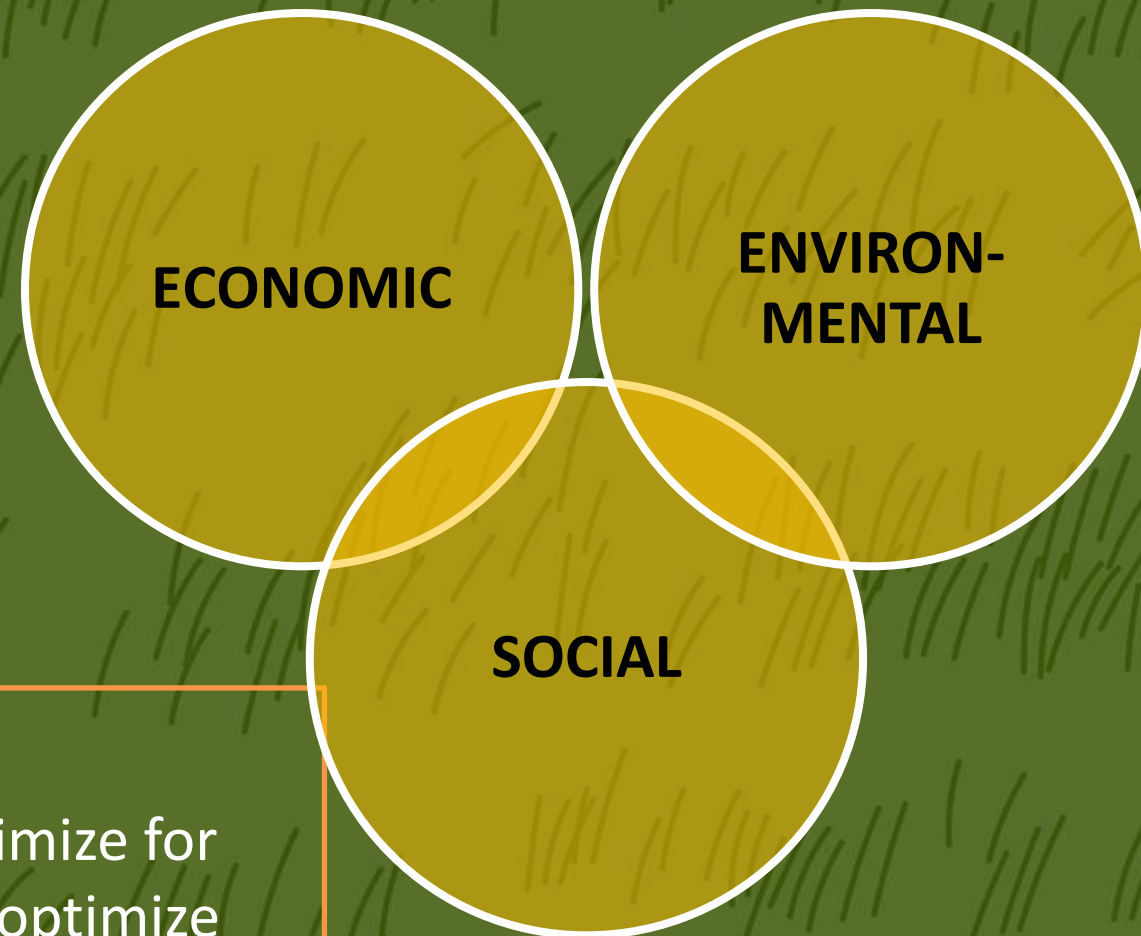 ECONOMIC
ENVIRON-
MENTAL
SOCIAL
imize for
optimize